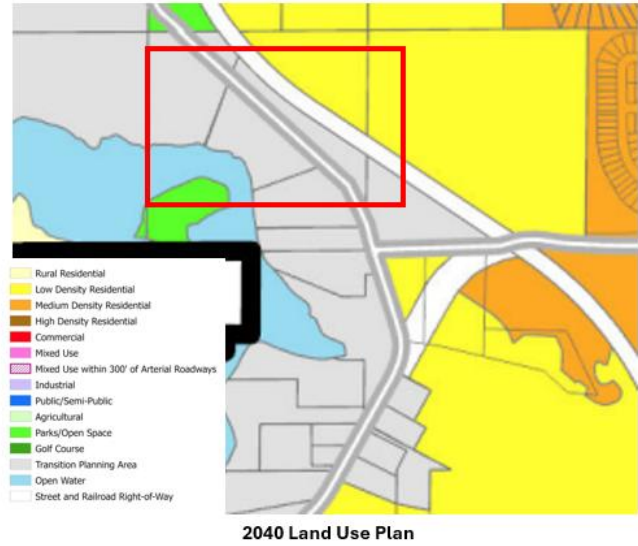 Rural Residential
Low Density Residential
Medium Density Residential
High Density Residential
Commercial
Mixed Use
Mixed Use within 300' of Arterial Roadways
Industrial
Public/Semi-Public
Agricultural
Parks/Open Space
Golf Course
Transition Planning Area
Open Water
Street and Railroad Right-of-Way
2040 Land Use Plan